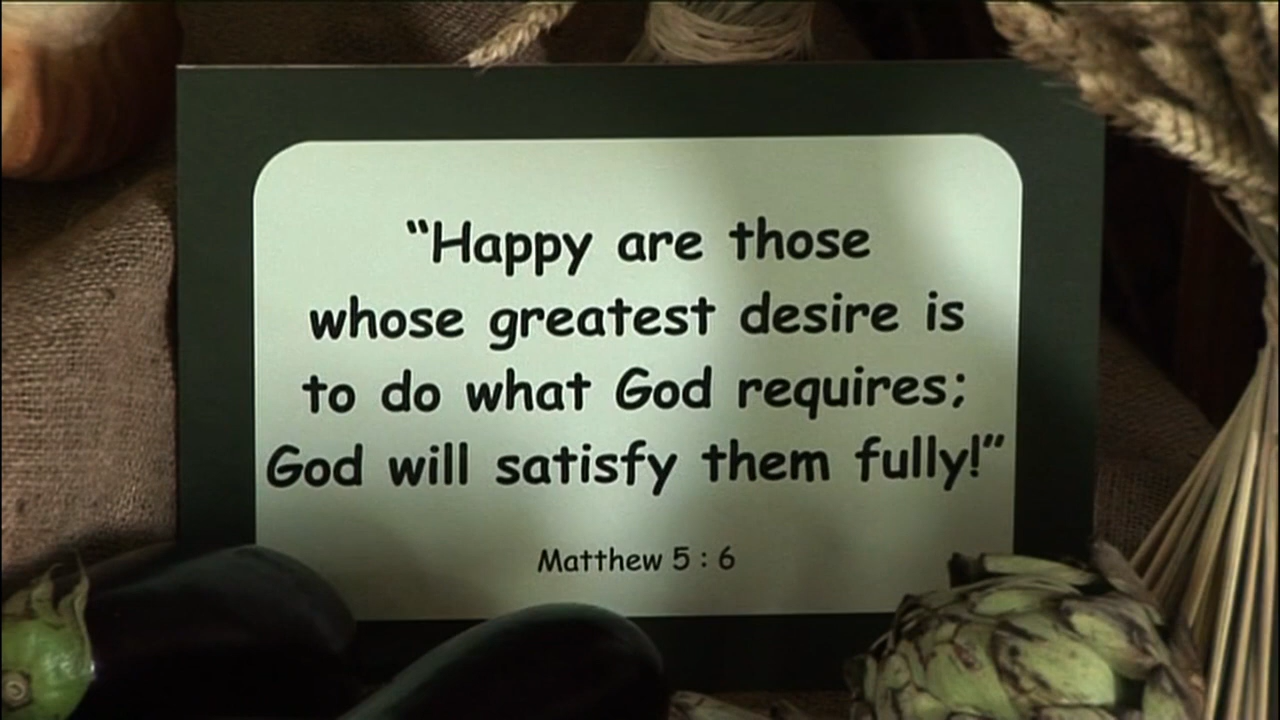 “Happy are those
whose greatest desire is
to do what God requires;
God will satisfy them fully!”
Matthew 5 : 6